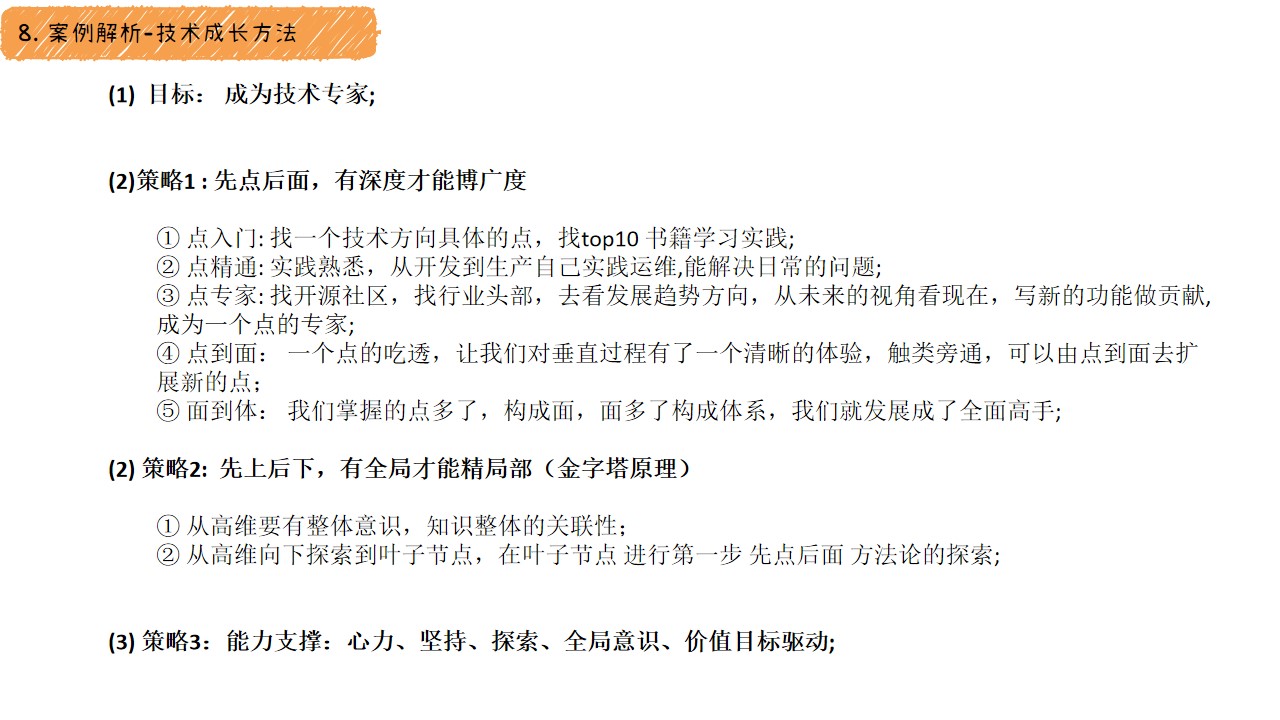 8. 案例解析-技术成长方法
(1) 目标： 成为技术专家;
(2)策略1 : 先点后面，有深度才能博广度
① 点入门: 找一个技术方向具体的点，找top10 书籍学习实践;
② 点精通: 实践熟悉，从开发到生产自己实践运维,能解决日常的问题;
③ 点专家: 找开源社区，找行业头部，去看发展趋势方向，从未来的视角看现在，写新的功能做贡献,
成为一个点的专家;
④ 点到面： 一个点的吃透，让我们对垂直过程有了一个清晰的体验，触类旁通，可以由点到面去扩
展新的点；
⑤ 面到体： 我们掌握的点多了，构成面，面多了构成体系，我们就发展成了全面高手;
(2) 策略2: 先上后下，有全局才能精局部（金字塔原理）
① 从高维要有整体意识，知识整体的关联性；
② 从高维向下探索到叶子节点，在叶子节点 进行第一步 先点后面 方法论的探索;
(3) 策略3：能力支撑：心力、坚持、探索、全局意识、价值目标驱动;